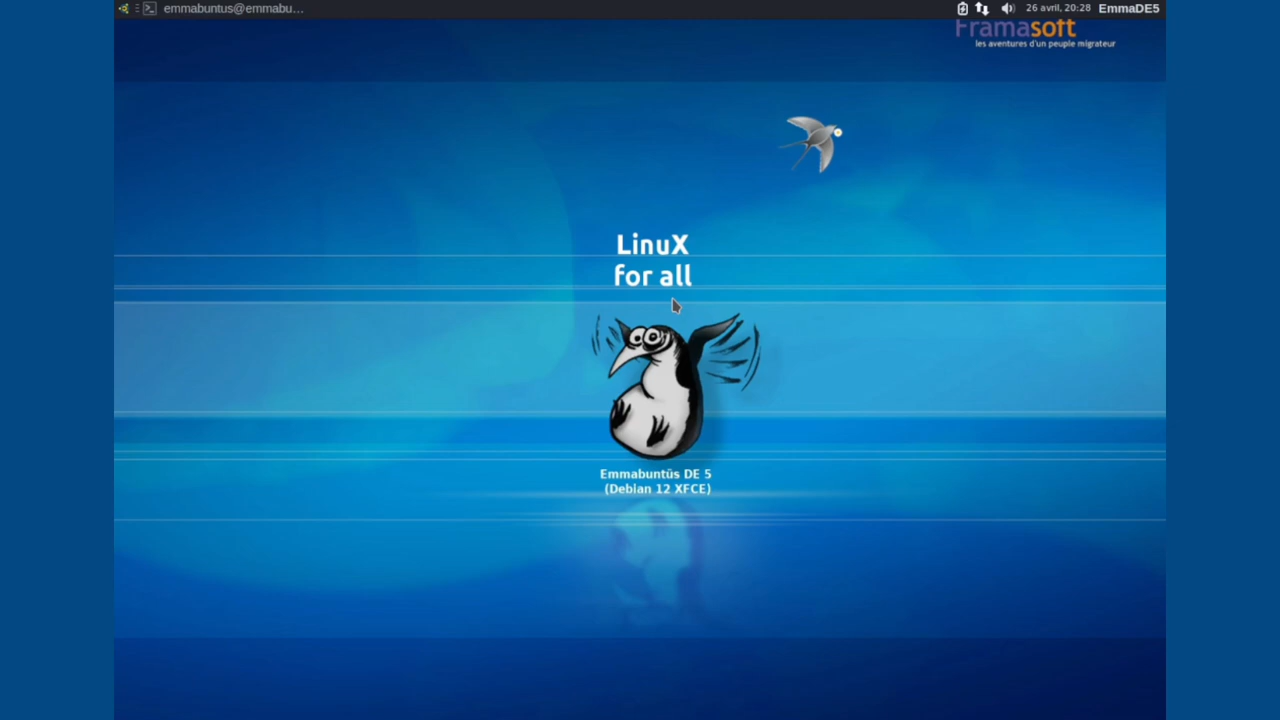 emmabuntus@emmabu...
26 avril, 20:28
EmmaDE5
Framasoft
les aventures d'un peuple migrateur
LinuX
for all
Emmabuntüs DE 5
(Debian 12 XFCE)